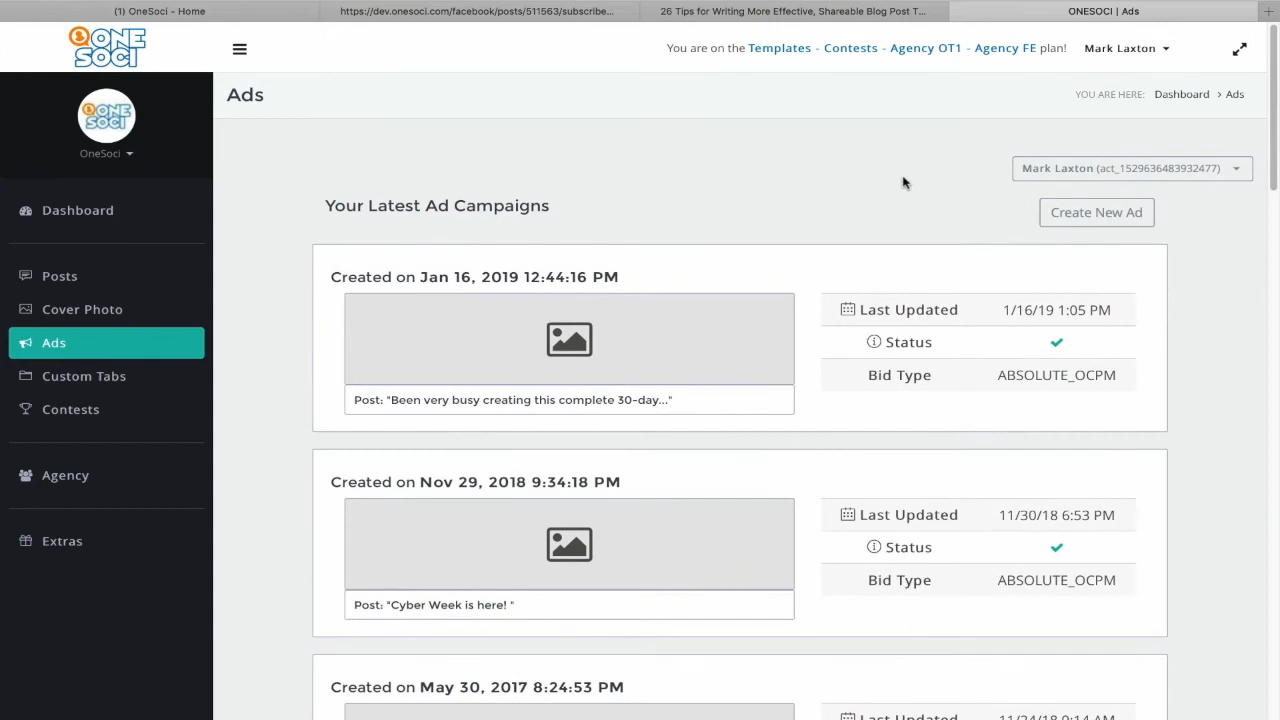 (1) OneSoci - Home
https://dev.onesoci.com/facebook/posts/511563/subscribe...
26 Tips for Writing More Effective, Shareable Blog Post T...
ONESOCI | Ads
ONE
SOCI
You are on the Templates - Contests - Agency OT1 - Agency FE plan!
Mark Laxton
ONE
SOCI
OneSoci
Ads
YOU ARE HERE: Dashboard > Ads
Dashboard
Posts
Cover Photo
Ads
Custom Tabs
Contests
Agency
Extras
Mark Laxton (act_1529636483932477)
Your Latest Ad Campaigns
Create New Ad
Created on Jan 16, 2019 12:44:16 PM
Post: "Been very busy creating this complete 30-day..."
Last Updated 1/16/19 1:05 PM
Status
Bid Type ABSOLUTE_OCPM
Created on Nov 29, 2018 9:34:18 PM
Post: "Cyber Week is here! "
Last Updated 11/30/18 6:53 PM
Status
Bid Type ABSOLUTE_OCPM
Created on May 30, 2017 8:24:53 PM
Last Updated 11/24/18 9:14 AM